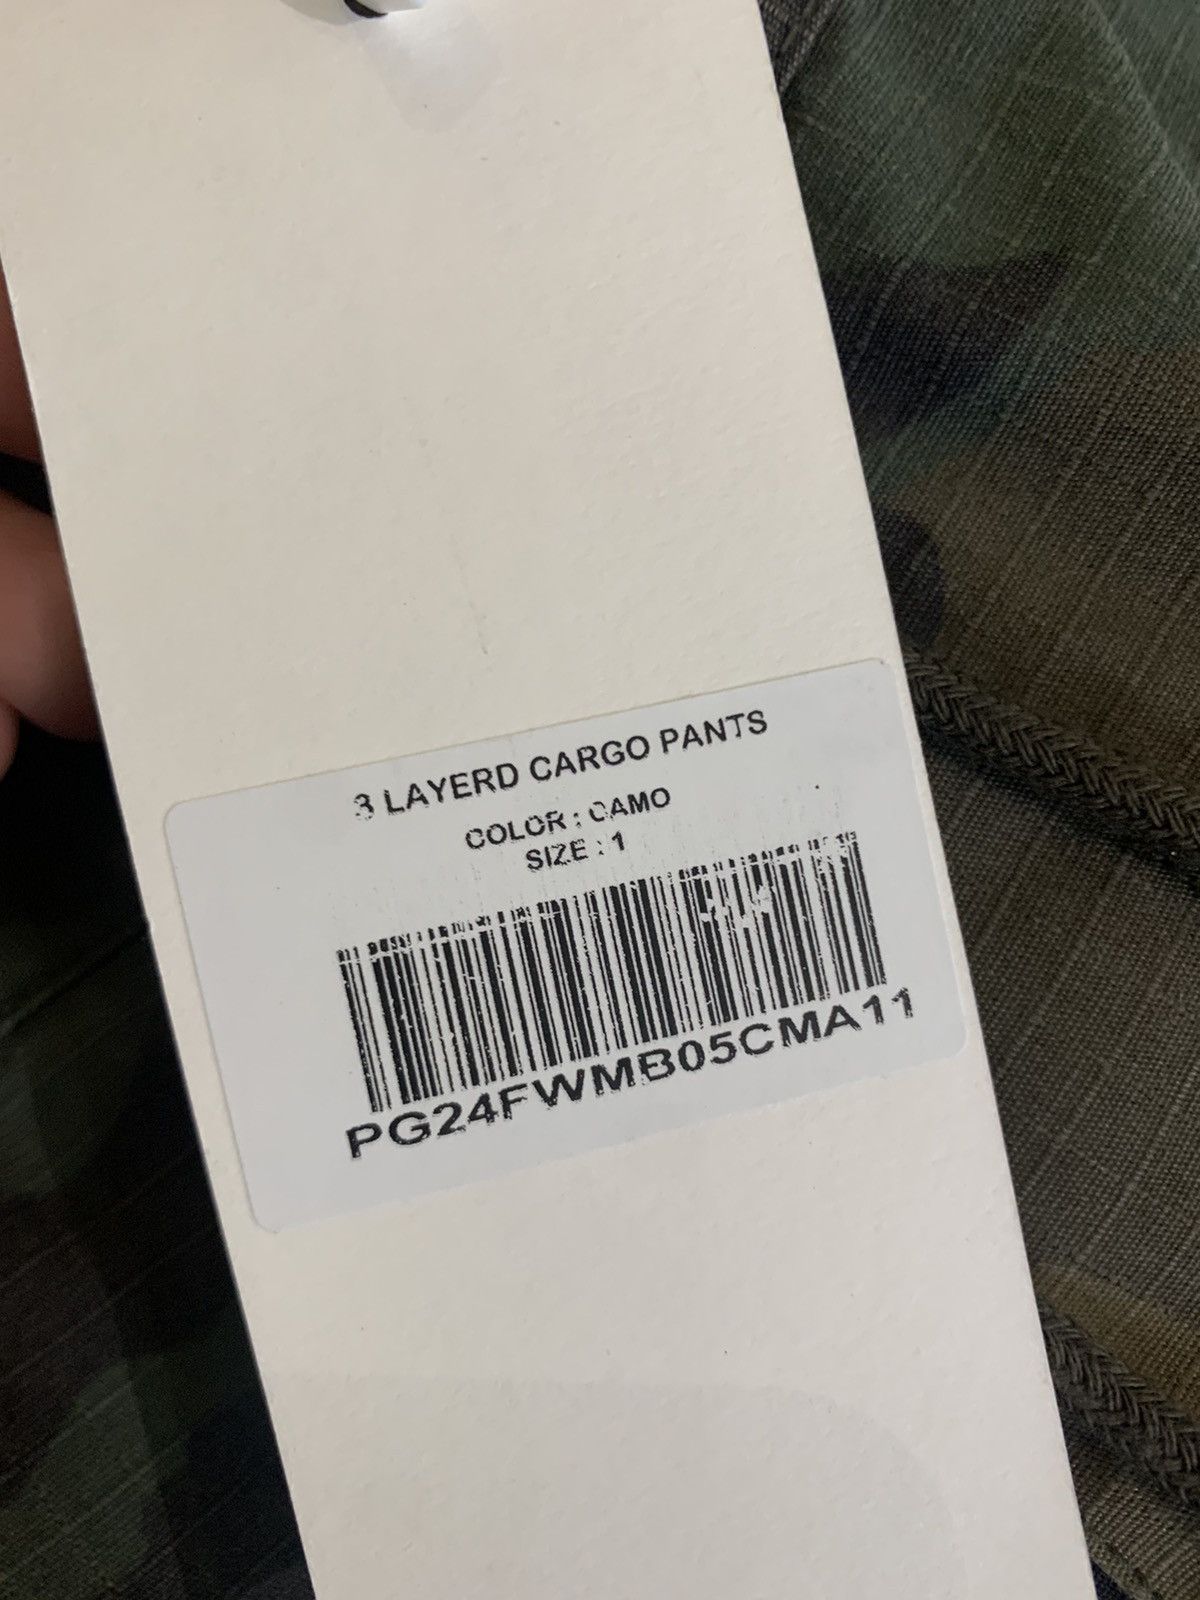 3 LAYERD CARGO PANTS
COLOR : CAMO
SIZE : 1
PG24FWMB05CMA11